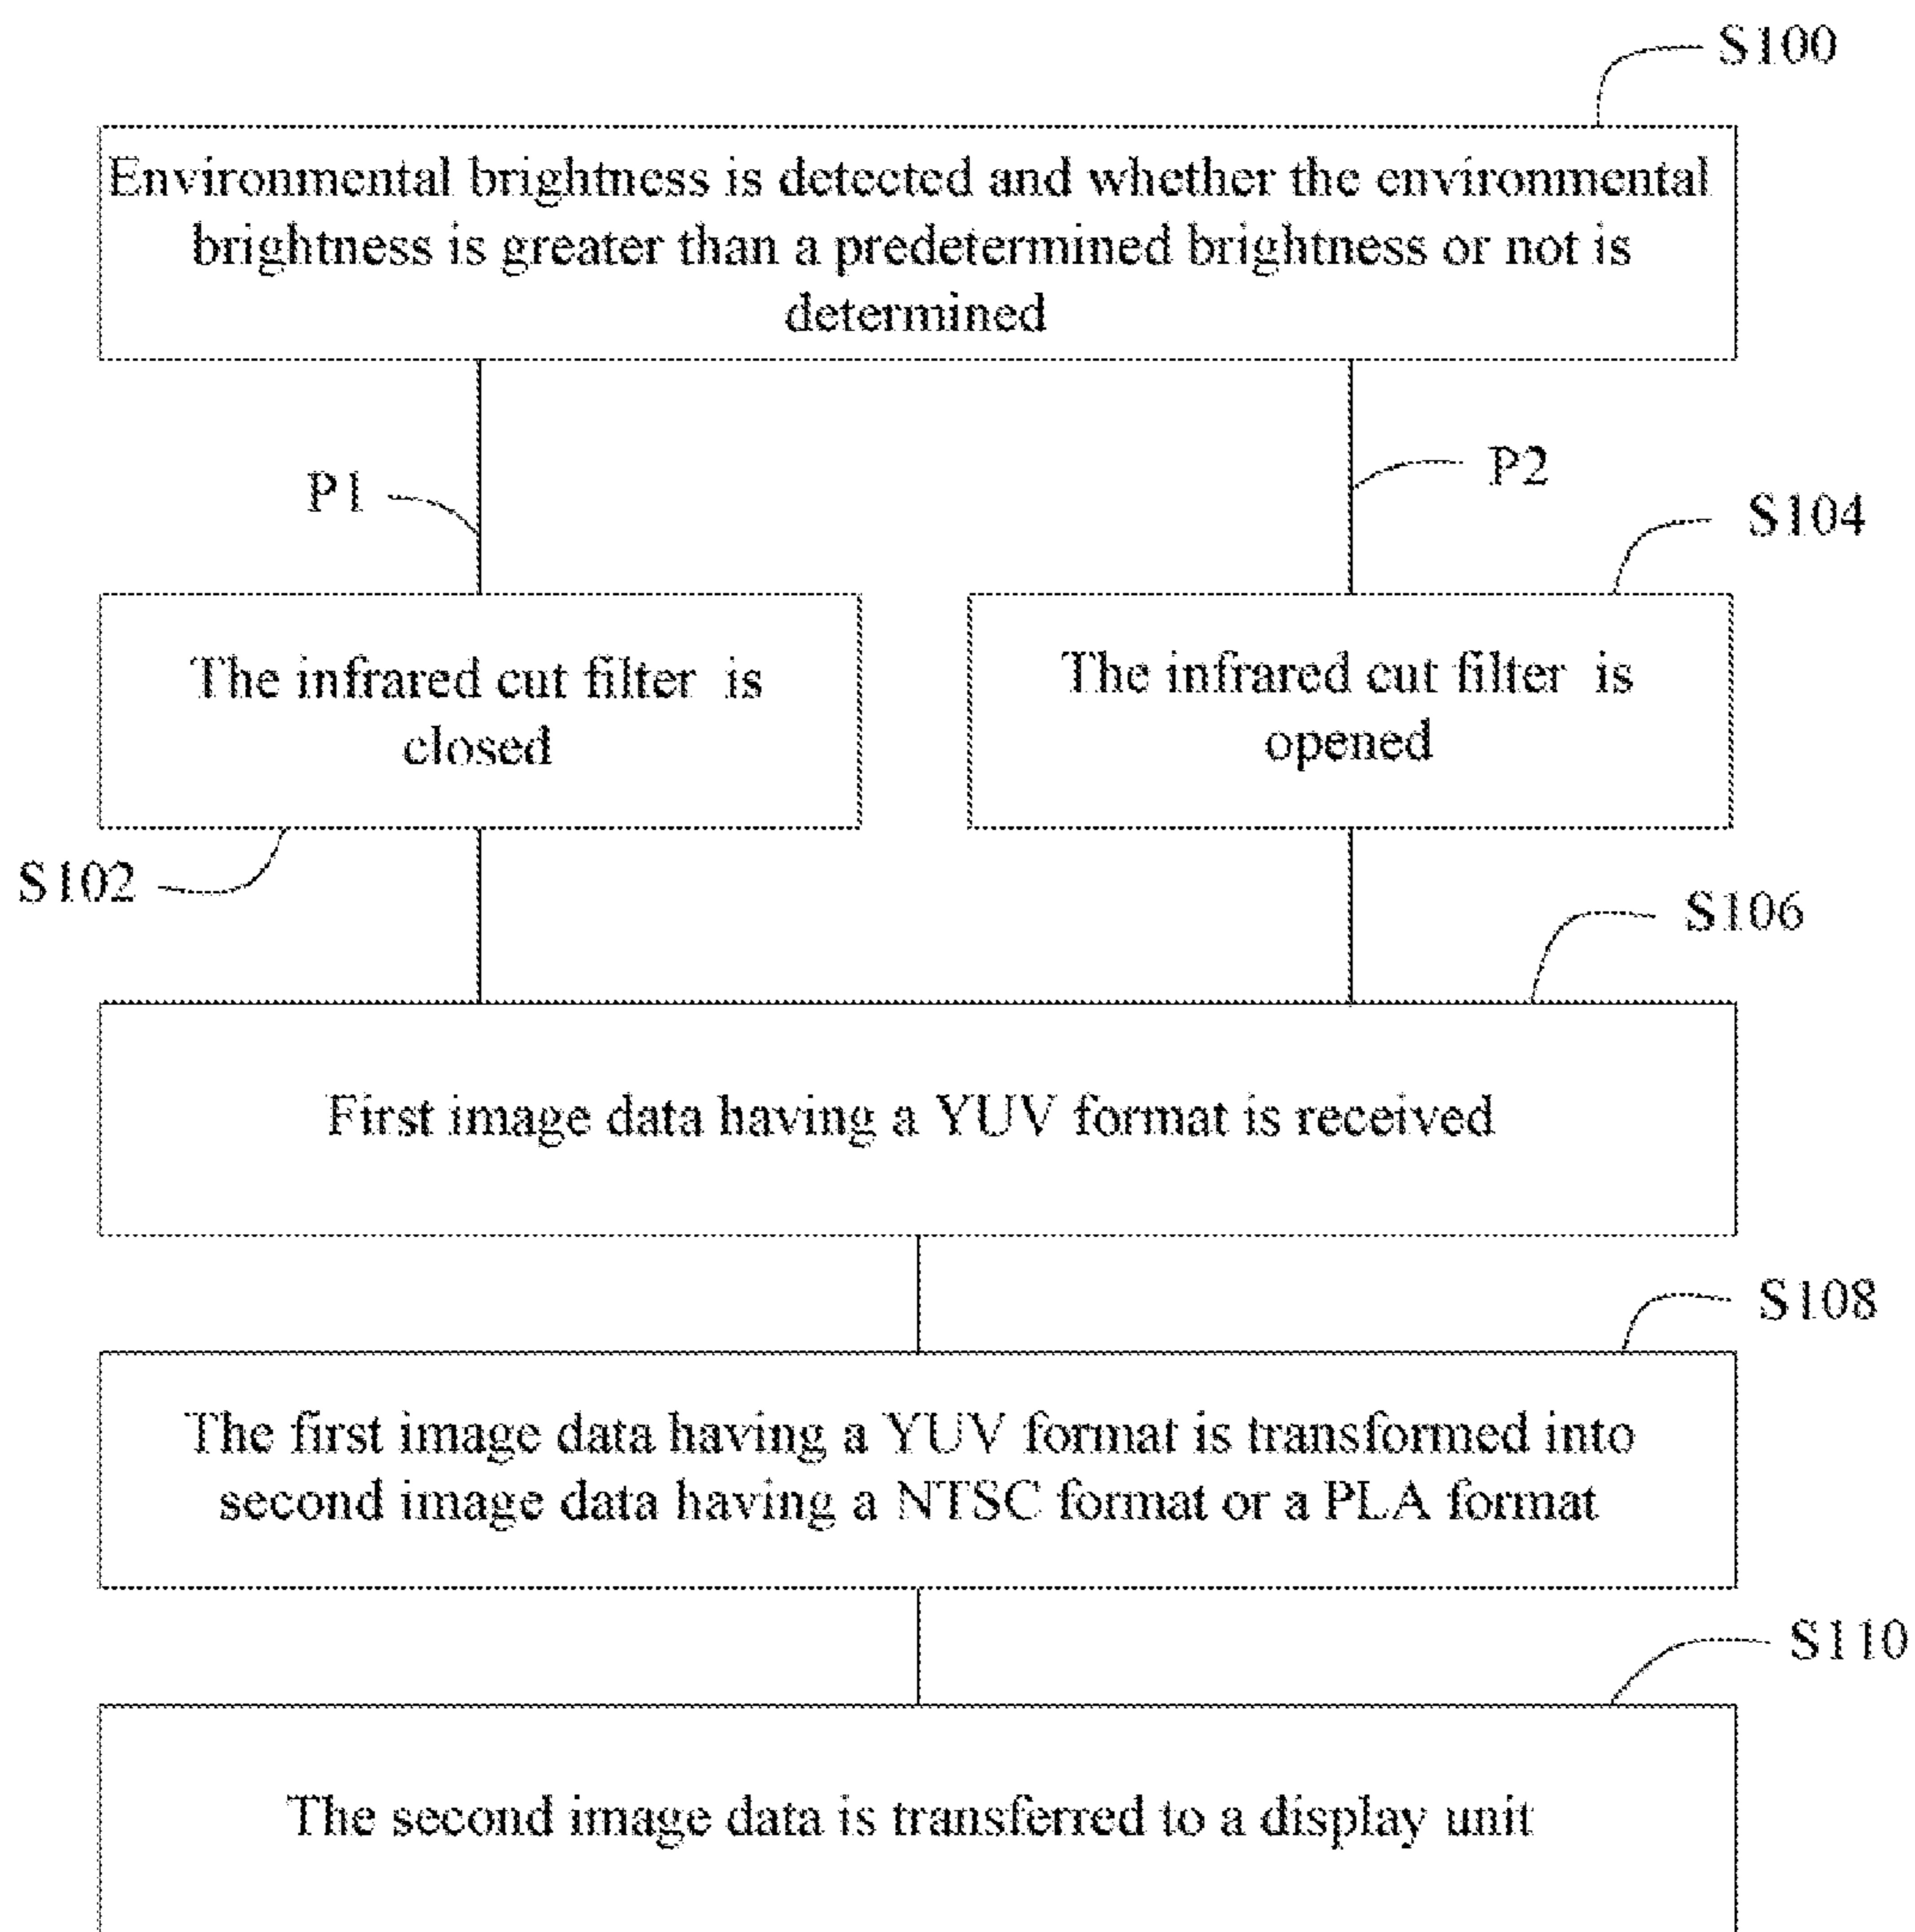 S100
Environmental brightness is detected and whether the environmental
brightness is greater than a predetermined brightness or not is
determined
P1
P2
S104
The infrared cut filter is
closed
The infrared cut filter is
opened
S102
S106
First image data having a YUV format is received
S108
The first image data having a YUV format is transformed into
second image data having a NTSC format or a PLA format
S110
The second image data is transferred to a display unit